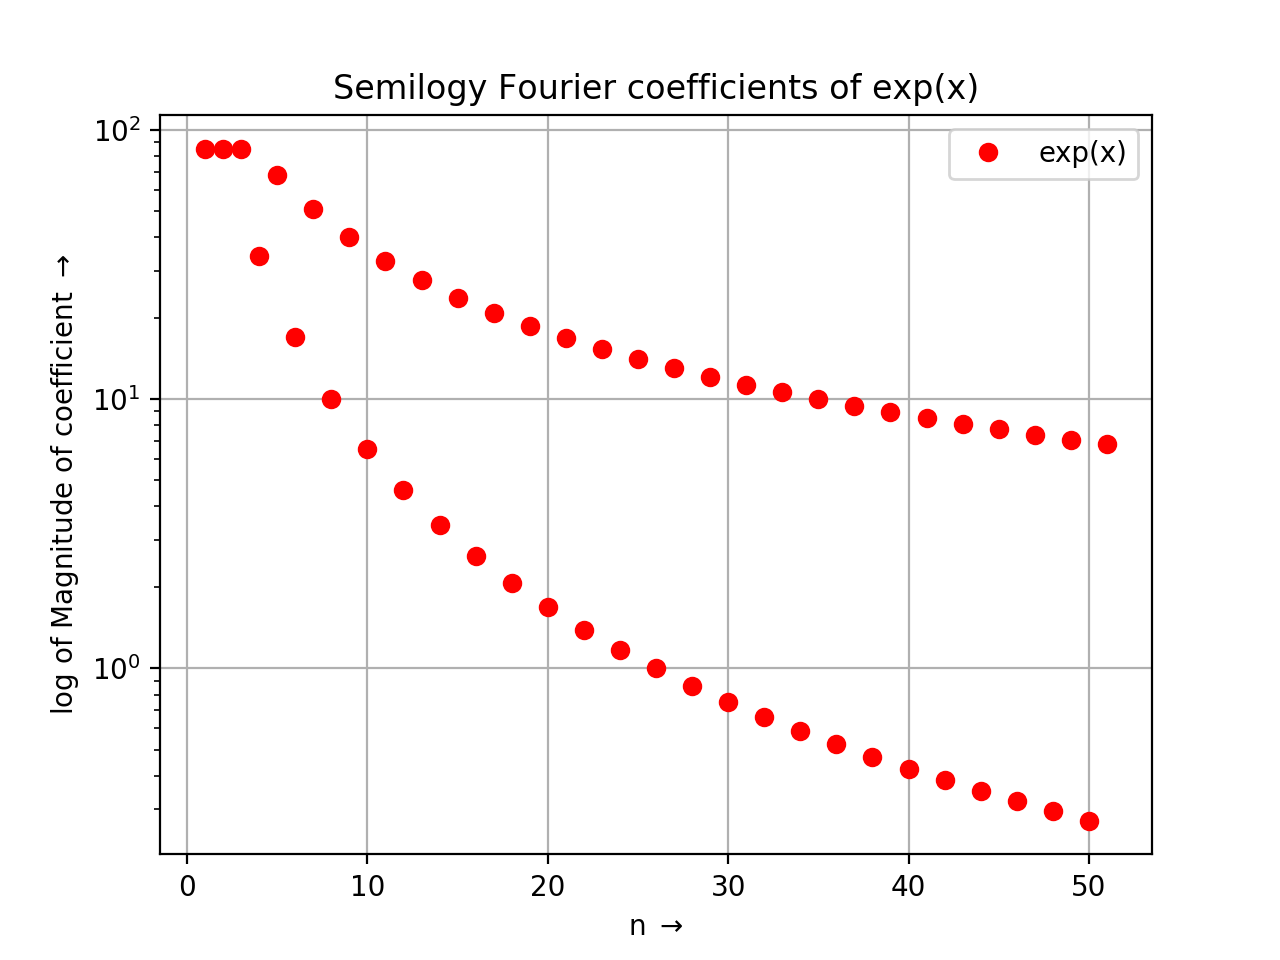 Semilogy Fourier coefficients of exp(x)
exp(x)
log of Magnitude of coefficient →
10²
10¹
10⁰
0 10 20 30 40 50
n →